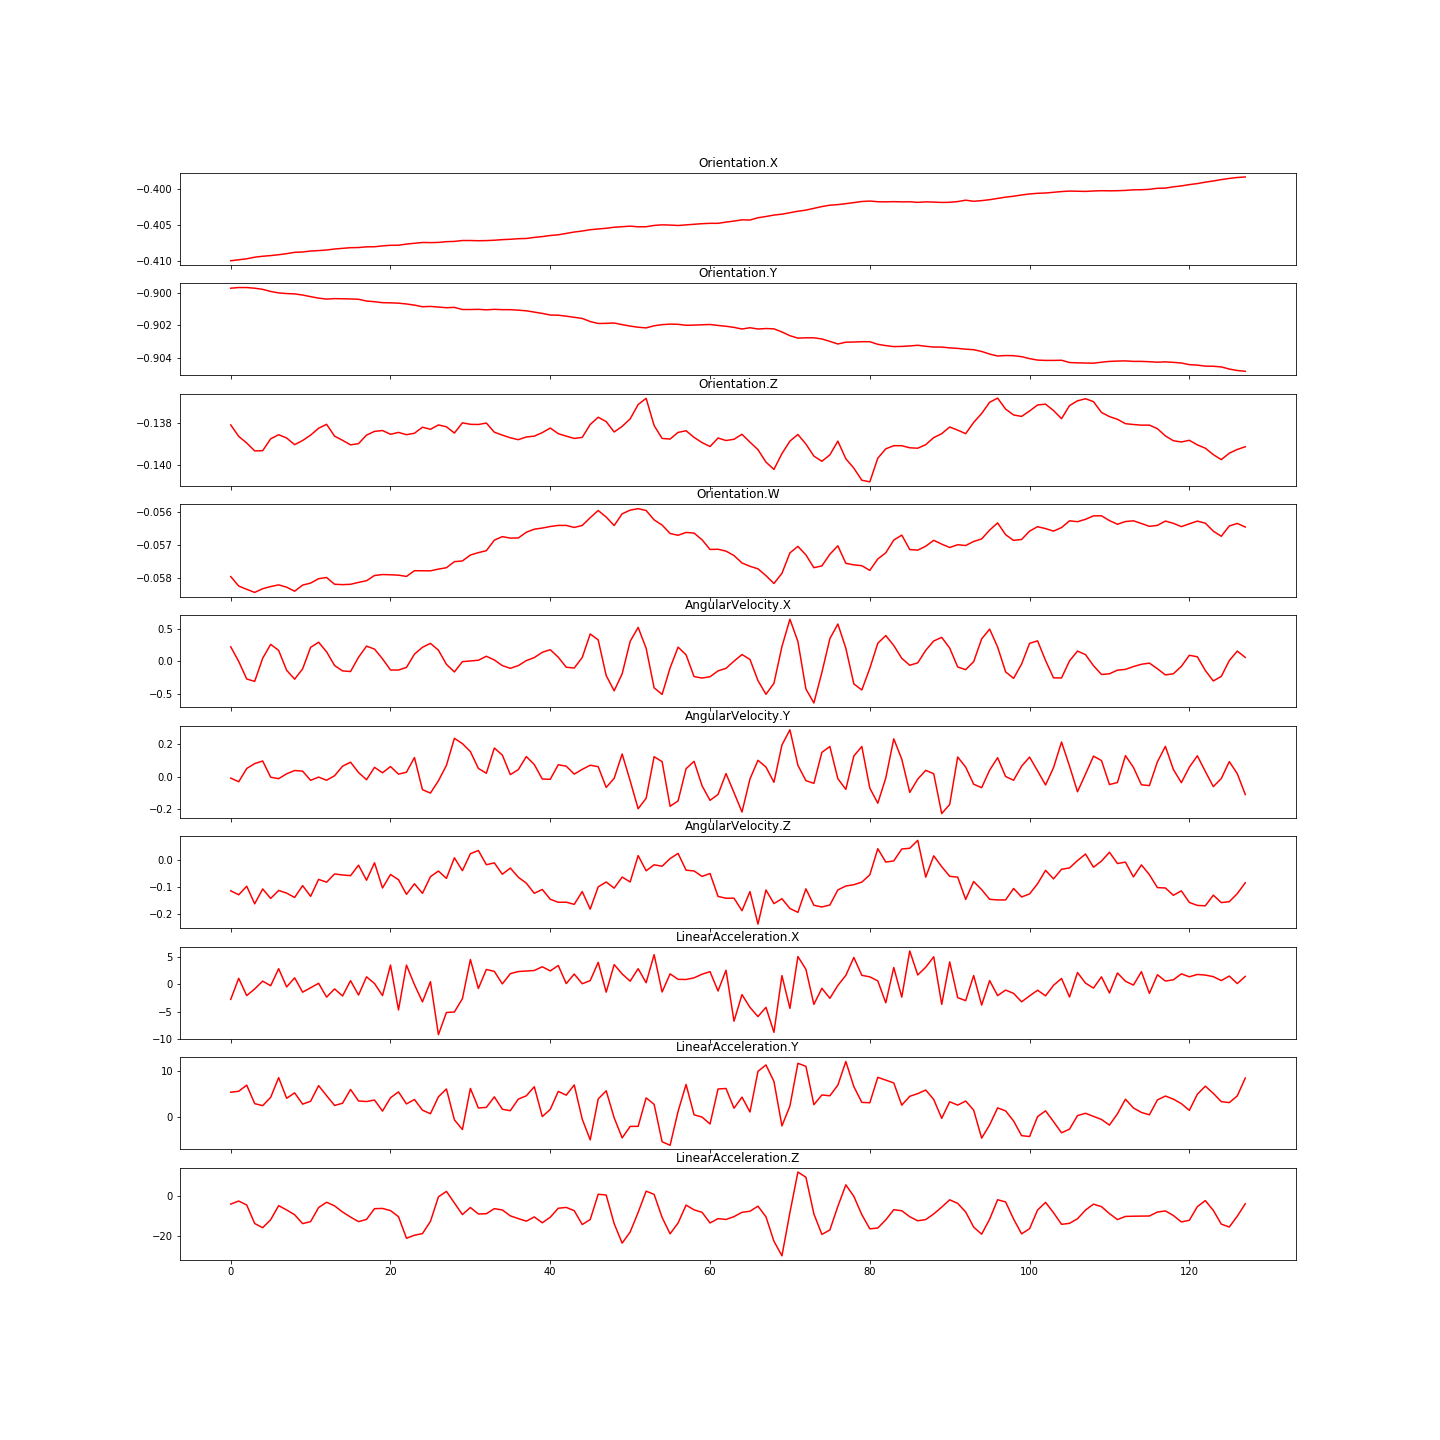 Orientation.X
−0.400
−0.405
−0.410
Orientation.Y
−0.900
−0.902
−0.904
Orientation.Z
−0.138
−0.140
Orientation.W
−0.056
−0.057
−0.058
AngularVelocity.X
0.5
0.0
−0.5
AngularVelocity.Y
0.2
0.0
−0.2
AngularVelocity.Z
0.0
−0.1
−0.2
LinearAcceleration.X
5
0
−5
−10
LinearAcceleration.Y
10
0
LinearAcceleration.Z
0
−20
0 20 40 60 80 100 120